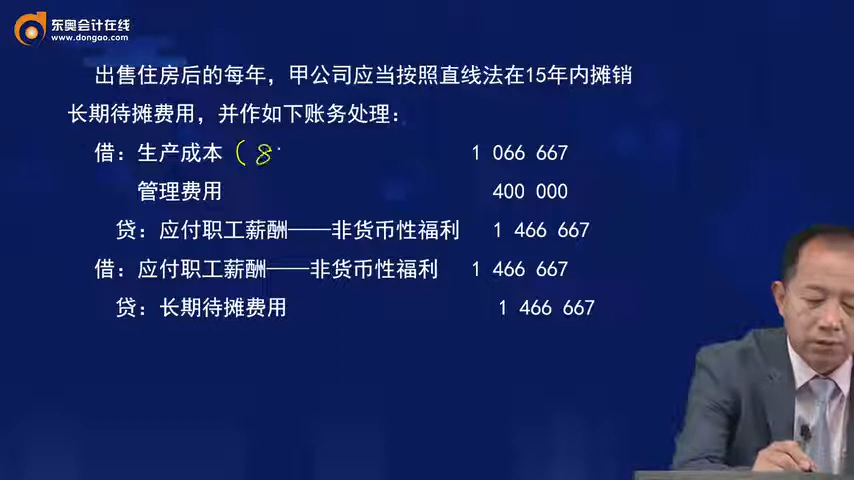 东奥会计在线
www.dongao.com
出售住房后的每年，甲公司应当按照直线法在15年内摊销
长期待摊费用，并作如下账务处理：
借：生产成本（8 1 066 667
管理费用 400 000
贷：应付职工薪酬——非货币性福利 1 466 667
借：应付职工薪酬——非货币性福利 1 466 667
贷：长期待摊费用 1 466 667